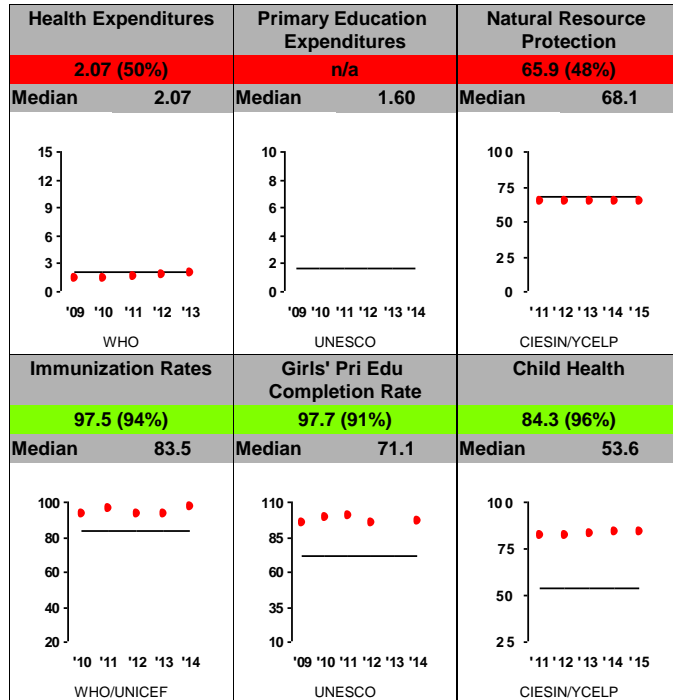 Health Expenditures
2.07 (50%)
Median 2.07
15
12
9
6
3
0
'09 '10 '11 '12 '13
WHO
Primary Education
Expenditures
n/a
Median 1.60
10
8
6
4
2
0
'09 '10 '11 '12 '13 '14
UNESCO
Natural Resource
Protection
65.9 (48%)
Median 68.1
100
75
50
25
0
'11 '12 '13 '14 '15
CIESIN/YCELP
Immunization Rates
97.5 (94%)
Median 83.5
100
80
60
40
20
'10 '11 '12 '13 '14
WHO/UNICEF
Girls' Pri Edu
Completion Rate
97.7 (91%)
Median 71.1
110
85
60
35
10
'09 '10 '11 '12 '13 '14
UNESCO
Child Health
84.3 (96%)
Median 53.6
100
75
50
25
'11 '12 '13 '14 '15
CIESIN/YCELP